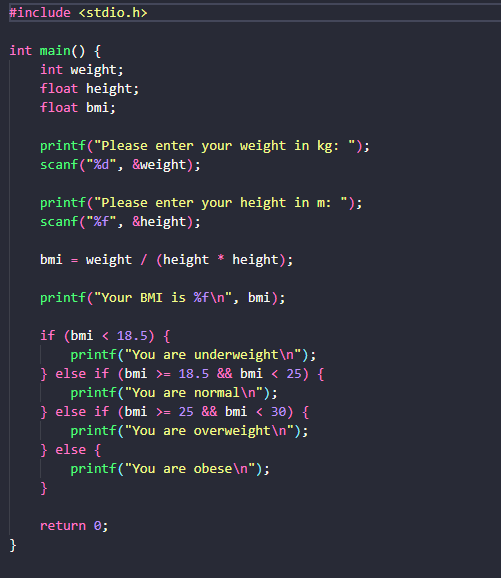 #include <stdio.h>
int main() {
int weight;
float height;
float bmi;
printf("Please enter your weight in kg: ");
scanf("%d", &weight);
printf("Please enter your height in m: ");
scanf("%f", &height);
bmi = weight / (height * height);
printf("Your BMI is %f\n", bmi);
if (bmi < 18.5) {
printf("You are underweight\n");
} else if (bmi >= 18.5 && bmi < 25) {
printf("You are normal\n");
} else if (bmi >= 25 && bmi < 30) {
printf("You are overweight\n");
} else {
printf("You are obese\n");
}
return 0;
}